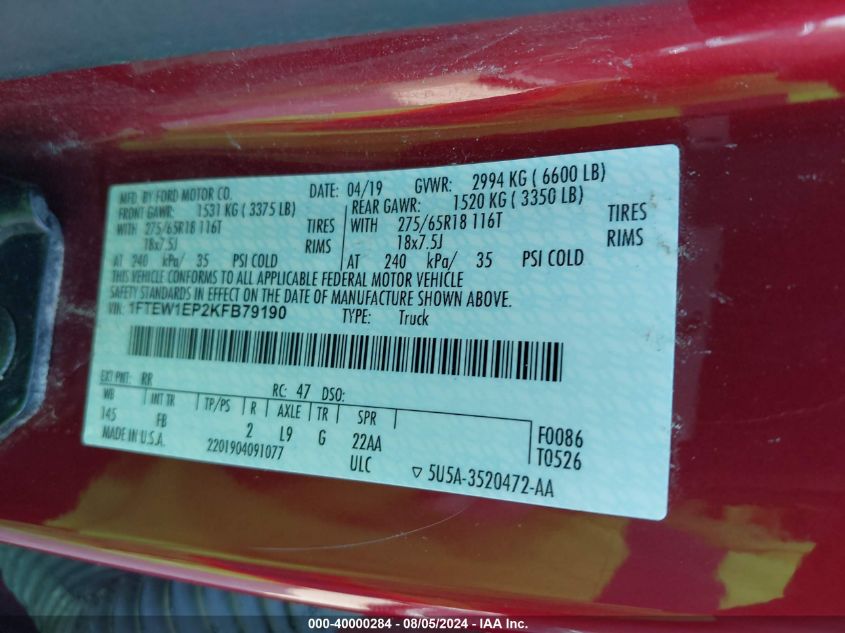 MFD. BY FORD MOTOR CO. DATE: 04/19 GVWR: 2994 KG ( 6600 LB)
FRONT GAWR: 1531 KG ( 3375 LB) REAR GAWR: 1520 KG ( 3350 LB)
WITH 275/65R18 116T TIRES WITH 275/65R18 116T TIRES
18x7.5J RIMS 18x7.5J RIMS
AT 240 kPa/ 35 PSI COLD AT 240 kPa/ 35 PSI COLD
THIS VEHICLE CONFORMS TO ALL APPLICABLE FEDERAL MOTOR VEHICLE
SAFETY STANDARDS IN EFFECT ON THE DATE OF MANUFACTURE SHOWN ABOVE.
VIN: 1FTEW1EP2KFB79190 TYPE: Truck
EXT PNT: RR RC: 47 DSO:
WB INT TR TP/PS R AXLE TR SPR
145 FB 2 L9 G 22AA F0086
MADE IN U.S.A. 2201904091077 ULC T0526
▽ 5U5A-3520472-AA
000-40000284 - 08/05/2024 - IAA Inc.